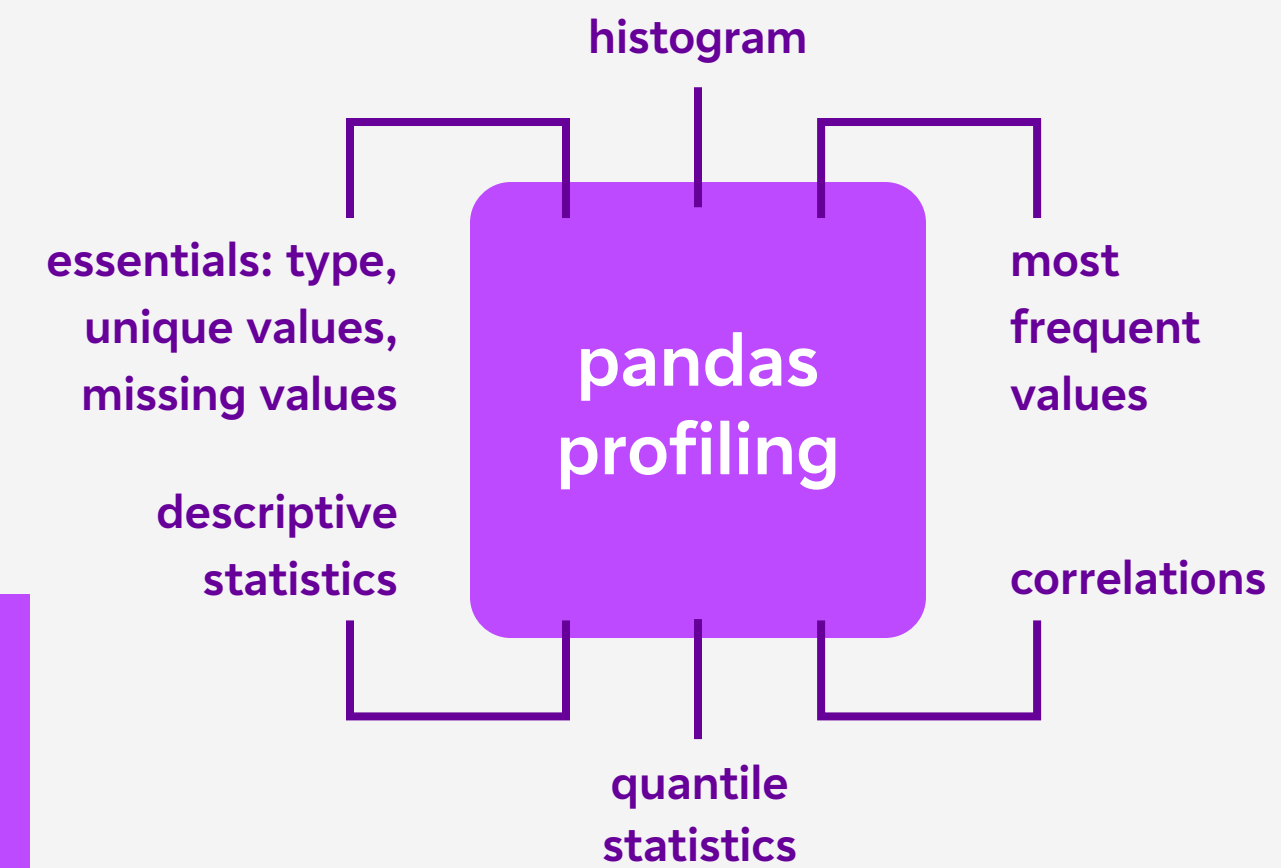 histogram
essentials: type,
unique values,
missing values
most
frequent
values
pandas
profiling
descriptive
statistics
correlations
quantile
statistics